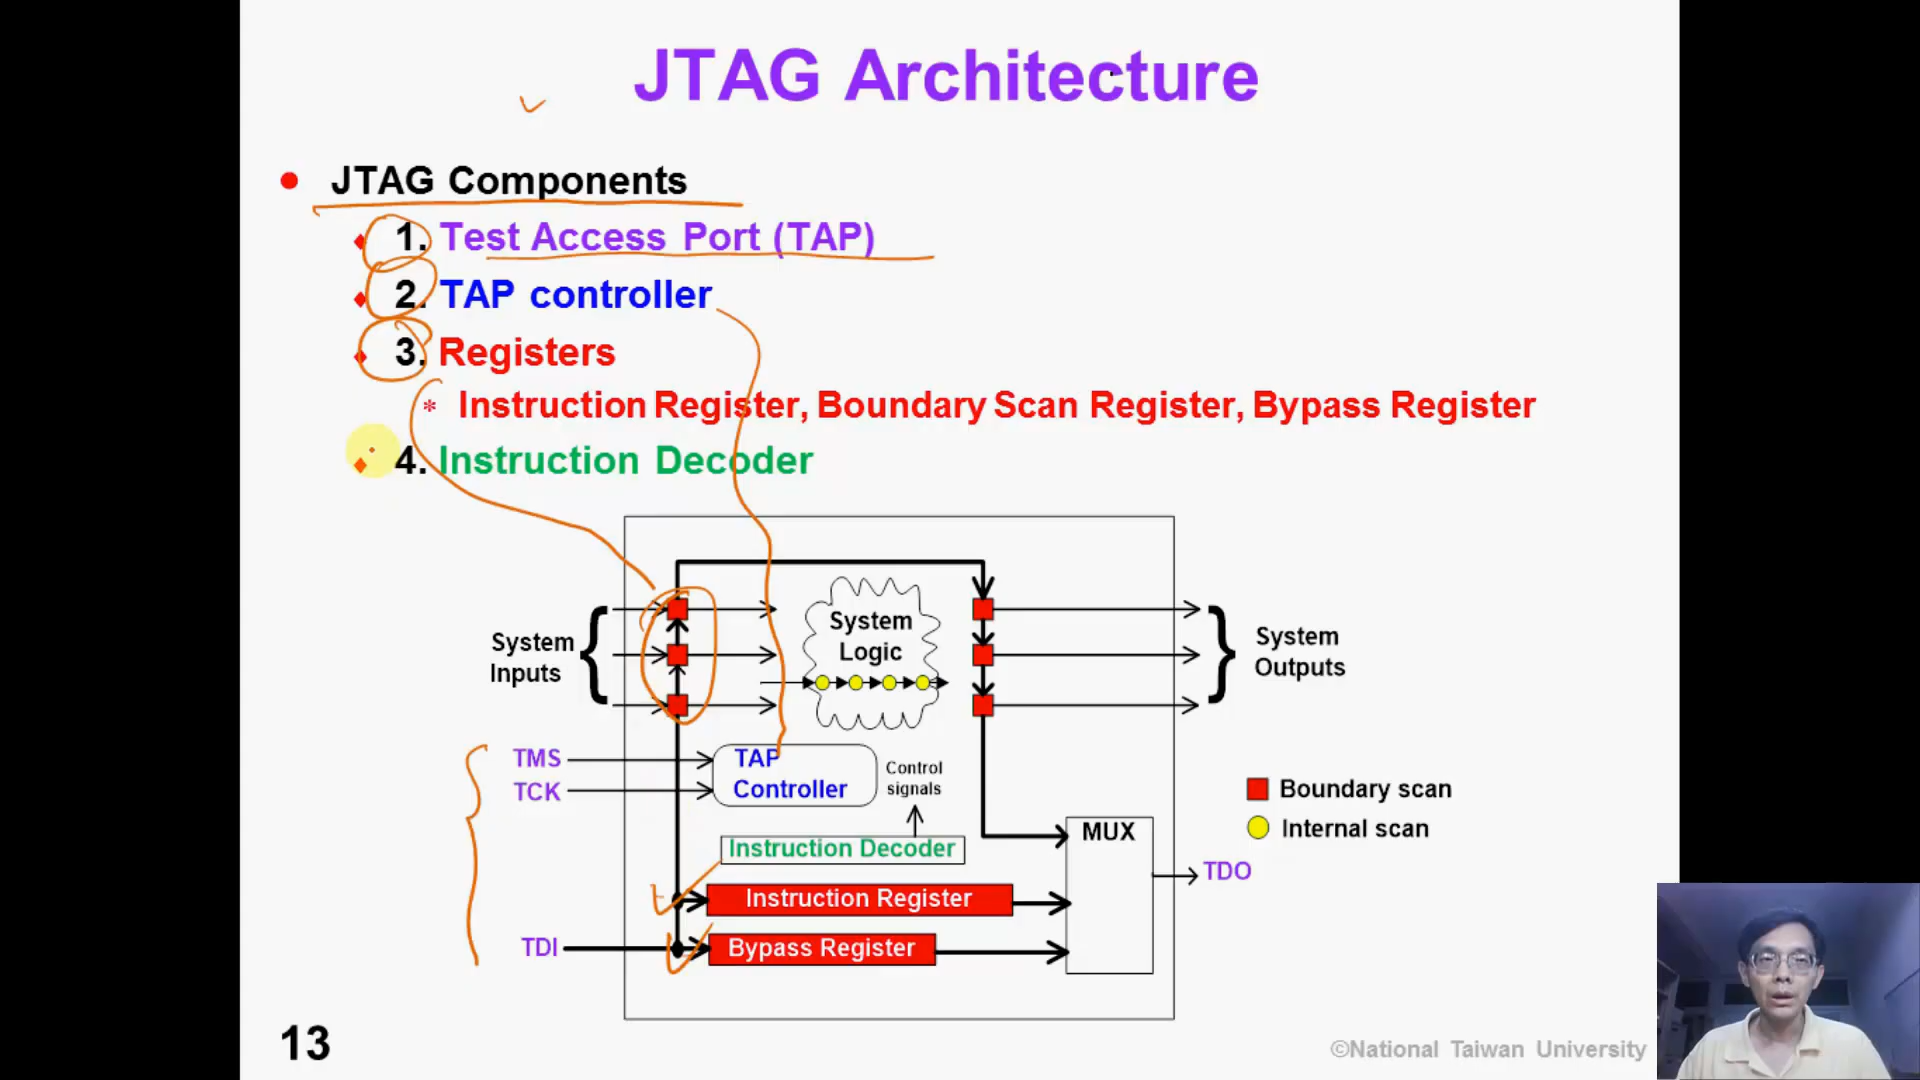 JTAG Architecture
JTAG Components
1. Test Access Port (TAP)
2. TAP controller
3. Registers
* Instruction Register, Boundary Scan Register, Bypass Register
4. Instruction Decoder
System
Inputs
System
Logic
System
Outputs
TMS
TCK
TAP
Controller
Control
signals
Boundary scan
Internal scan
MUX
Instruction Decoder
TDO
Instruction Register
TDI
Bypass Register
13
©National Taiwan University